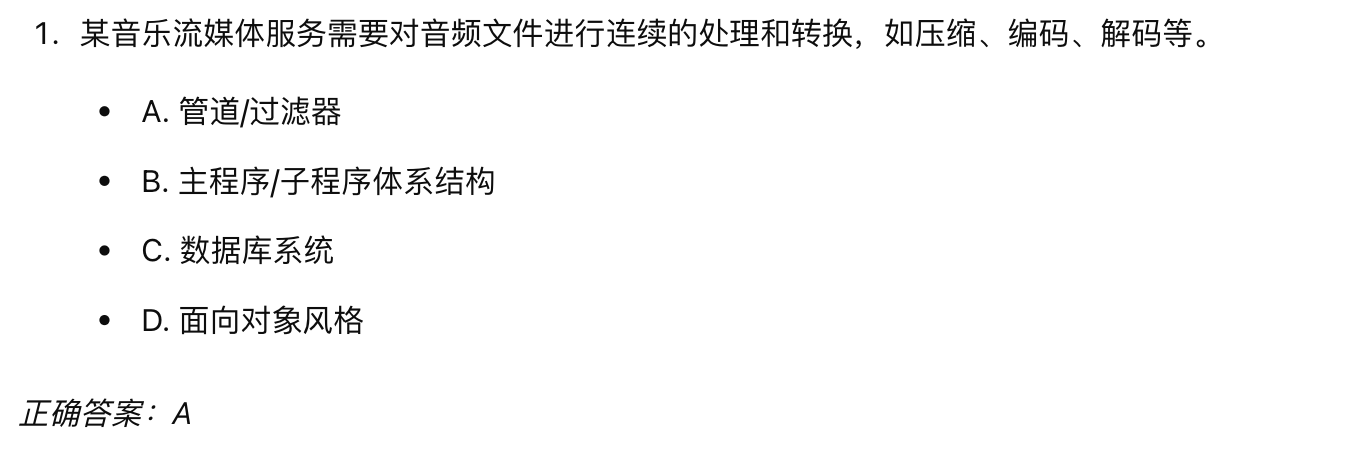 1. 某音乐流媒体服务需要对音频文件进行连续的处理和转换，如压缩、编码、解码等。
• A. 管道/过滤器
• B. 主程序/子程序体系结构
• C. 数据库系统
• D. 面向对象风格
正确答案：A